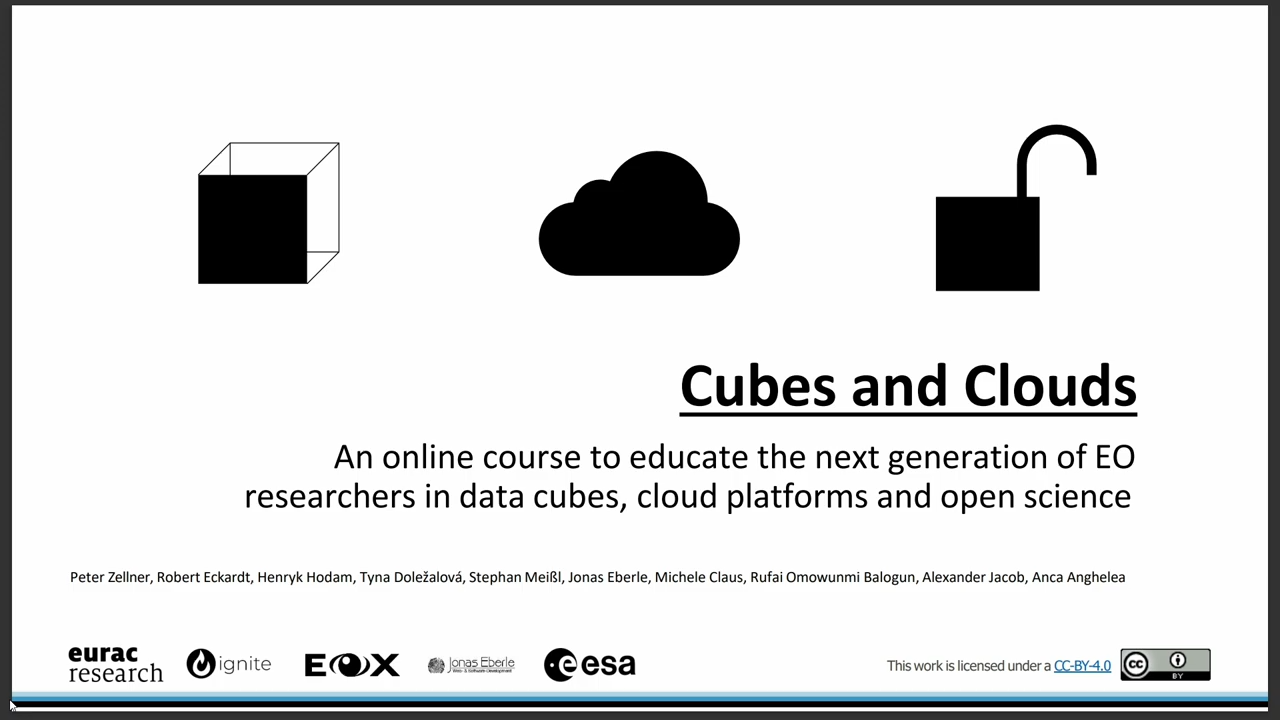 Cubes and Clouds
An online course to educate the next generation of EO
researchers in data cubes, cloud platforms and open science
Peter Zellner, Robert Eckardt, Henryk Hodam, Tyna Doležalová, Stephan Meißl, Jonas Eberle, Michele Claus, Rufai Omowunmi Balogun, Alexander Jacob, Anca Anghelea
eurac
research
ignite
EOX
Jonas Eberle
Web- & Software-Development
esa
This work is licensed under a CC-BY-4.0
cc
BY